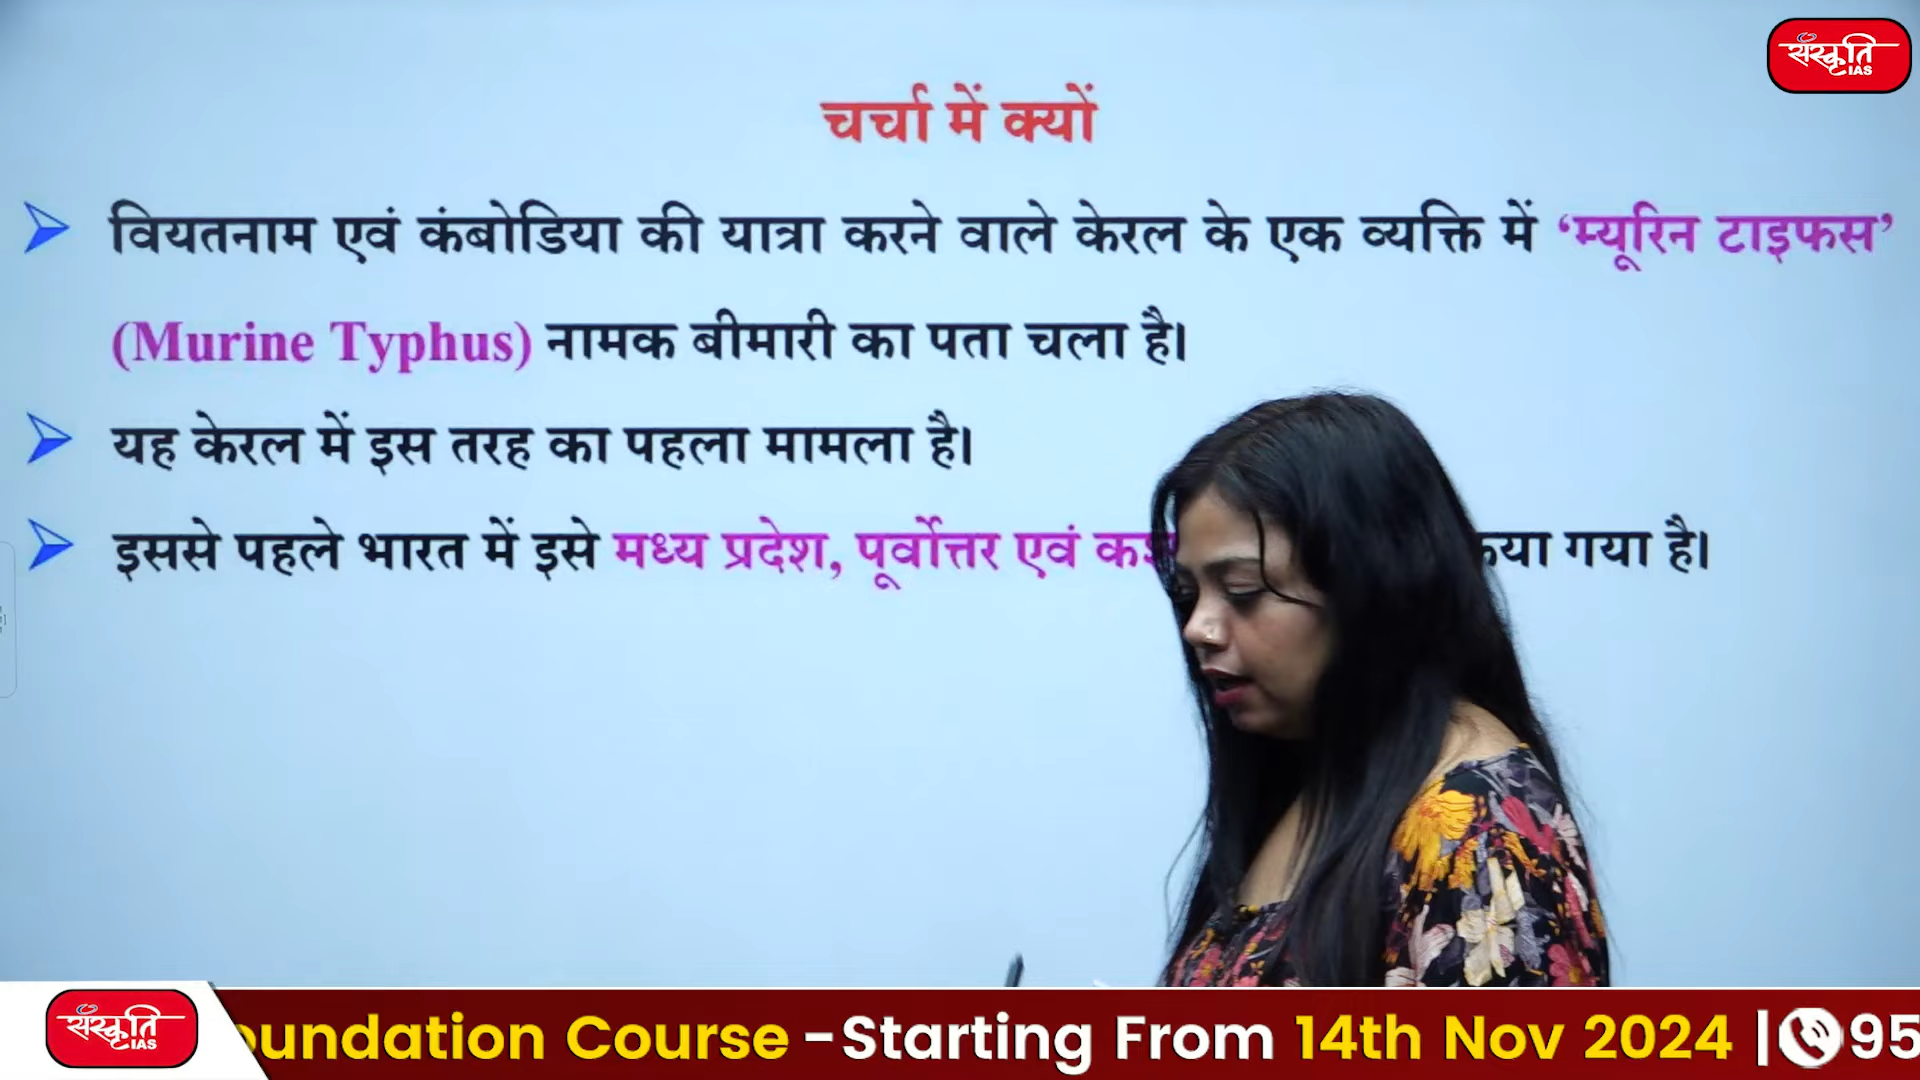 संस्कृति
IAS
चर्चा में क्यों
वियतनाम एवं कंबोडिया की यात्रा करने वाले केरल के एक व्यक्ति में ‘म्यूरिन टाइफस’
(Murine Typhus) नामक बीमारी का पता चला है।
यह केरल में इस तरह का पहला मामला है।
इससे पहले भारत में इसे मध्य प्रदेश, पूर्वोत्तर एवं गया है।
संस्कृति
IAS
Course -Starting From 14th Nov 2024 | 95